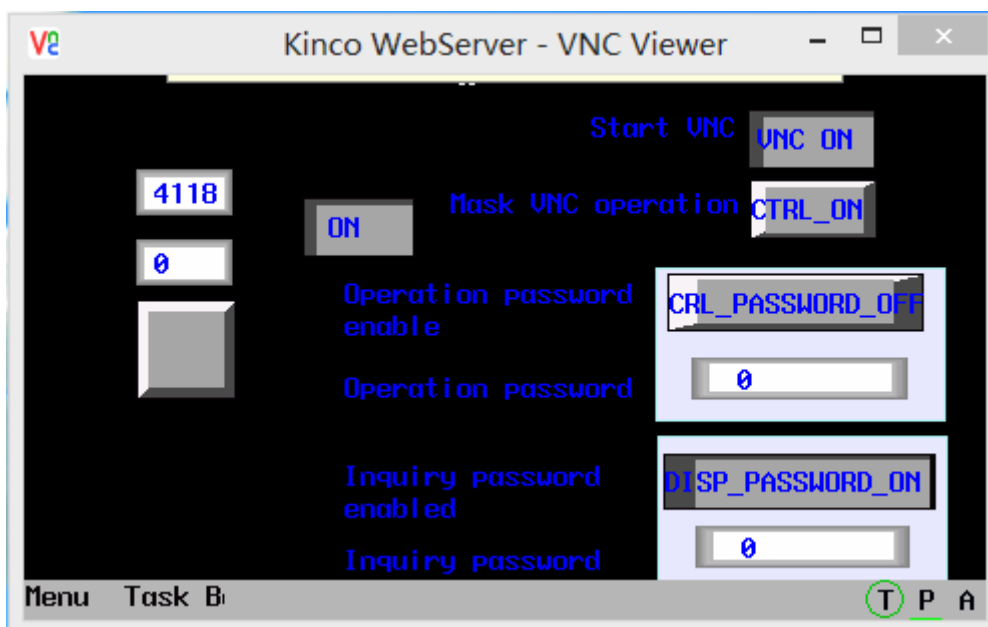 Kinco WebServer - VNC Viewer
Start VNC VNC ON
4118
Mask VNC operation CTRL_ON
ON
0
Operation password
enable
CRL_PASSWORD_OFF
Operation password 0
Inquiry password
enabled
DISP_PASSWORD_ON
Inquiry password 0
Menu Task B
T P A